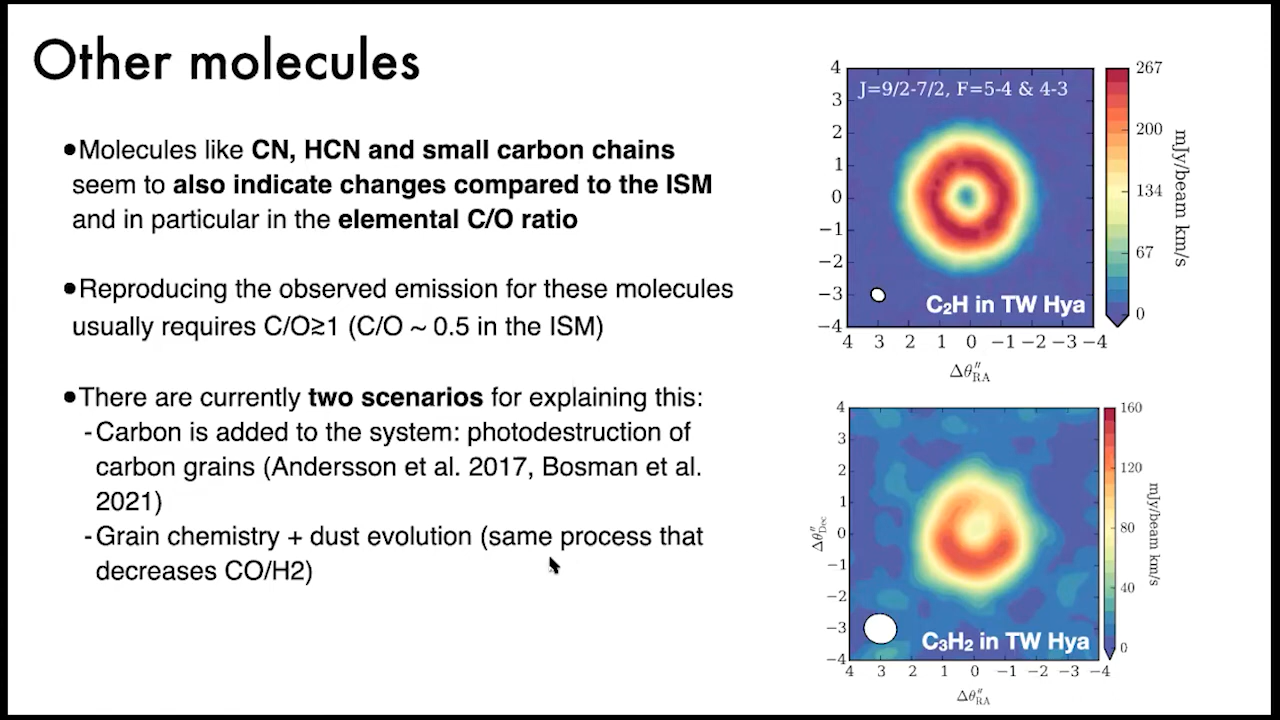 Other molecules
•Molecules like CN, HCN and small carbon chains
seem to also indicate changes compared to the ISM
and in particular in the elemental C/O ratio
•Reproducing the observed emission for these molecules
usually requires C/O≥1 (C/O ~ 0.5 in the ISM)
•There are currently two scenarios for explaining this:
-Carbon is added to the system: photodestruction of
carbon grains (Andersson et al. 2017, Bosman et al.
2021)
-Grain chemistry + dust evolution (same process that
decreases CO/H2)
J=9/2-7/2, F=5-4 & 4-3
C₂H in TW Hya
4
3
2
1
0
−1
−2
−3
−4
4 3 2 1 0 −1 −2 −3 −4
Δθ″RA
267
200
134
67
0
mJy/beam km/s
C₃H₂ in TW Hya
4
3
2
1
0
−1
−2
−3
−4
Δθ″Dec
4 3 2 1 0 −1 −2 −3 −4
Δθ″RA
160
120
80
40
0
mJy/beam km/s